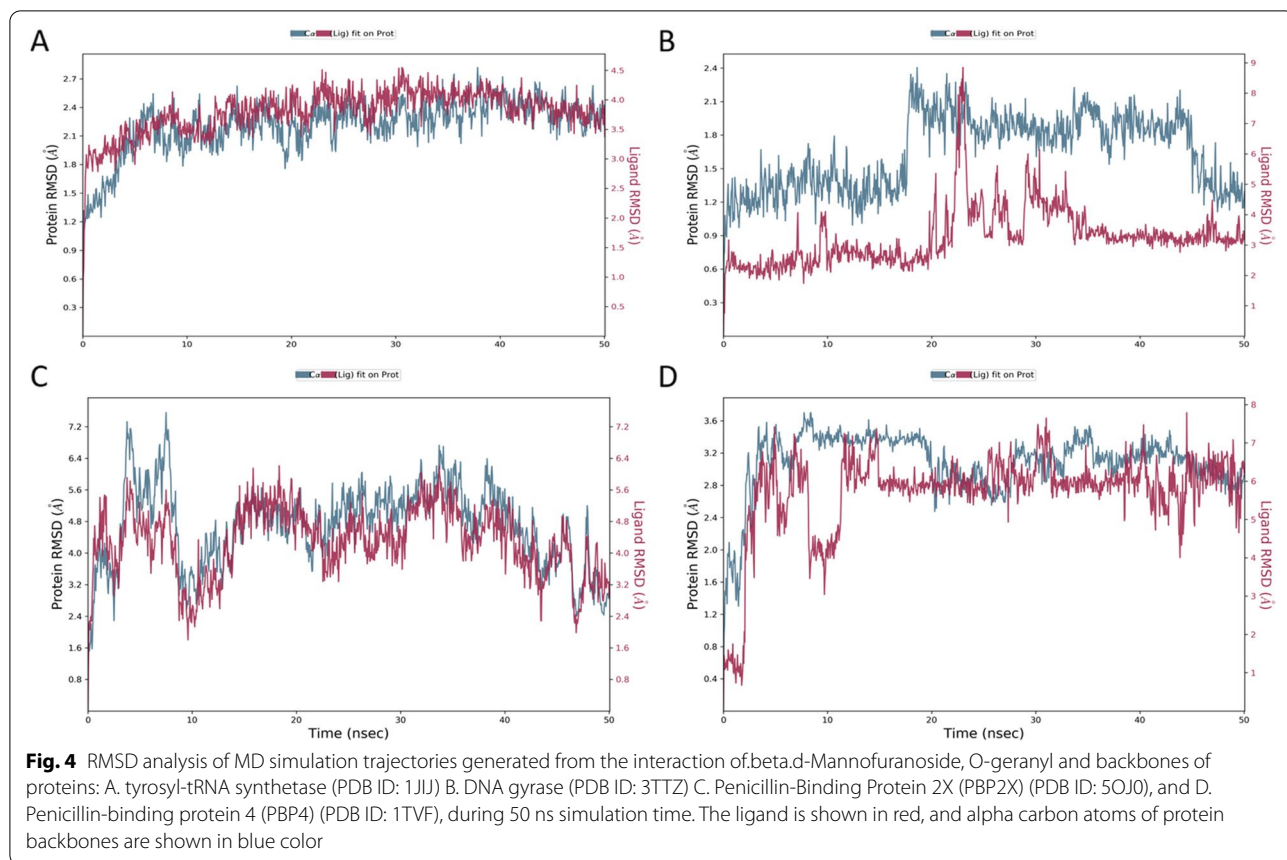 A
Cα (Lig) fit on Prot
Protein RMSD (Å)
2.7
2.4
2.1
1.8
1.5
1.2
0.9
0.6
0.3
4.5
4.0
3.5
3.0
2.5
2.0
1.5
1.0
0.5
Ligand RMSD (Å)
0 10 20 30 40 50
B
Cα (Lig) fit on Prot
Protein RMSD (Å)
2.4
2.1
1.8
1.5
1.2
0.9
0.6
0.3
9
8
7
6
5
4
3
2
1
Ligand RMSD (Å)
0 10 20 30 40 50
C
Cα (Lig) fit on Prot
Protein RMSD (Å)
7.2
6.4
5.6
4.8
4.0
3.2
2.4
1.6
0.8
7.2
6.4
5.6
4.8
4.0
3.2
2.4
1.6
0.8
Ligand RMSD (Å)
0 10 20 30 40 50
Time (nsec)
D
Cα (Lig) fit on Prot
Protein RMSD (Å)
3.6
3.2
2.8
2.4
2.0
1.6
1.2
0.8
0.4
8
7
6
5
4
3
2
1
Ligand RMSD (Å)
0 10 20 30 40 50
Time (nsec)
Fig. 4 RMSD analysis of MD simulation trajectories generated from the interaction of.beta.d-Mannofuranoside, O-geranyl and backbones of
proteins: A. tyrosyl-tRNA synthetase (PDB ID: 1JIJ) B. DNA gyrase (PDB ID: 3TTZ) C. Penicillin-Binding Protein 2X (PBP2X) (PDB ID: 5OJ0), and D.
Penicillin-binding protein 4 (PBP4) (PDB ID: 1TVF), during 50 ns simulation time. The ligand is shown in red, and alpha carbon atoms of protein
backbones are shown in blue color